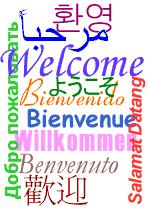 환영
مرحباً
Welcome
ようこそ
Bienvenido
Bienvenue
Willkommen
Benvenuto
歡迎
Добро пожаловать
Salamat Datang